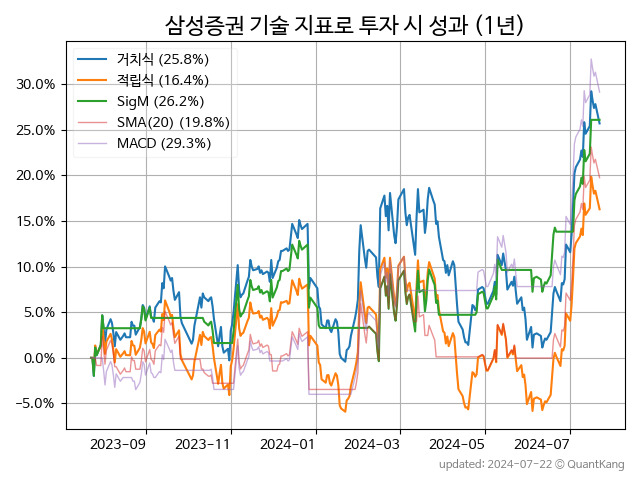 삼성증권 기술 지표로 투자 시 성과 (1년)
거치식 (25.8%)
적립식 (16.4%)
SigM (26.2%)
SMA(20) (19.8%)
MACD (29.3%)
30.0%
25.0%
20.0%
15.0%
10.0%
5.0%
0.0%
−5.0%
2023-09 2023-11 2024-01 2024-03 2024-05 2024-07
updated: 2024-07-22 © QuantKang